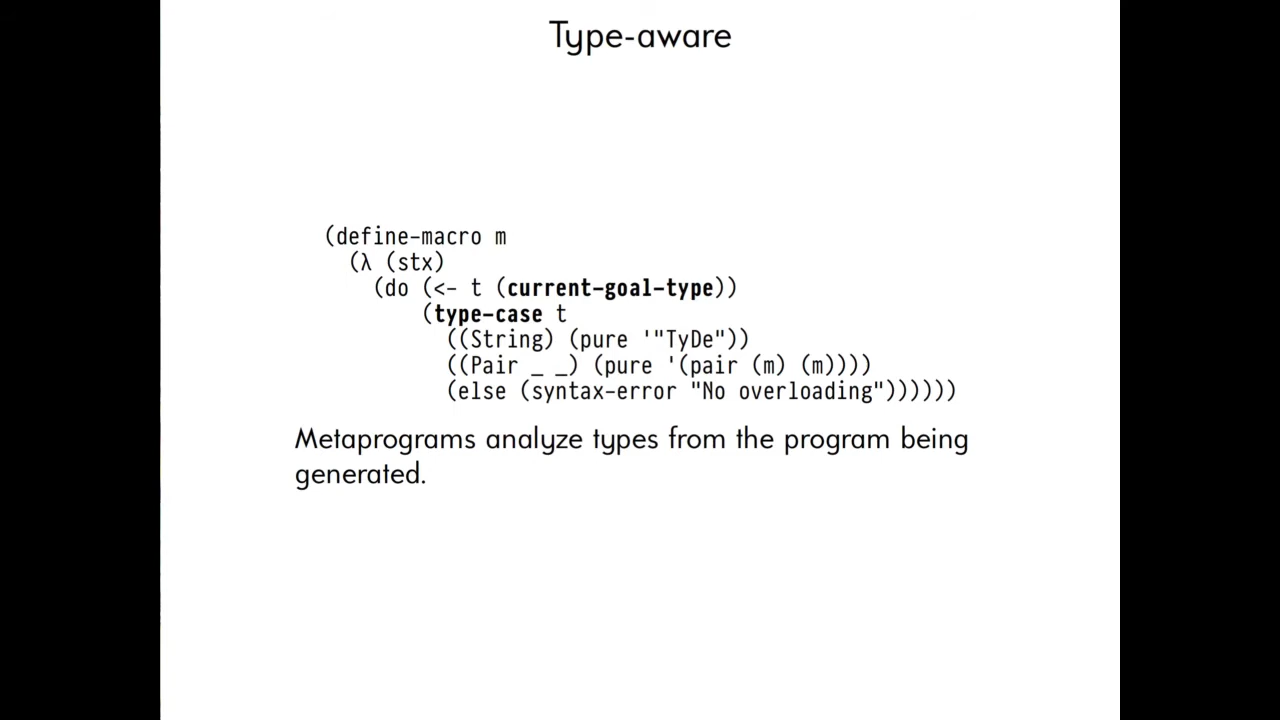 Type-aware
(define-macro m
(λ (stx)
(do (<- t (current-goal-type))
(type-case t
((String) (pure '"TyDe"))
((Pair _ _) (pure '(pair (m) (m))))
(else (syntax-error "No overloading"))))))
Metaprograms analyze types from the program being
generated.